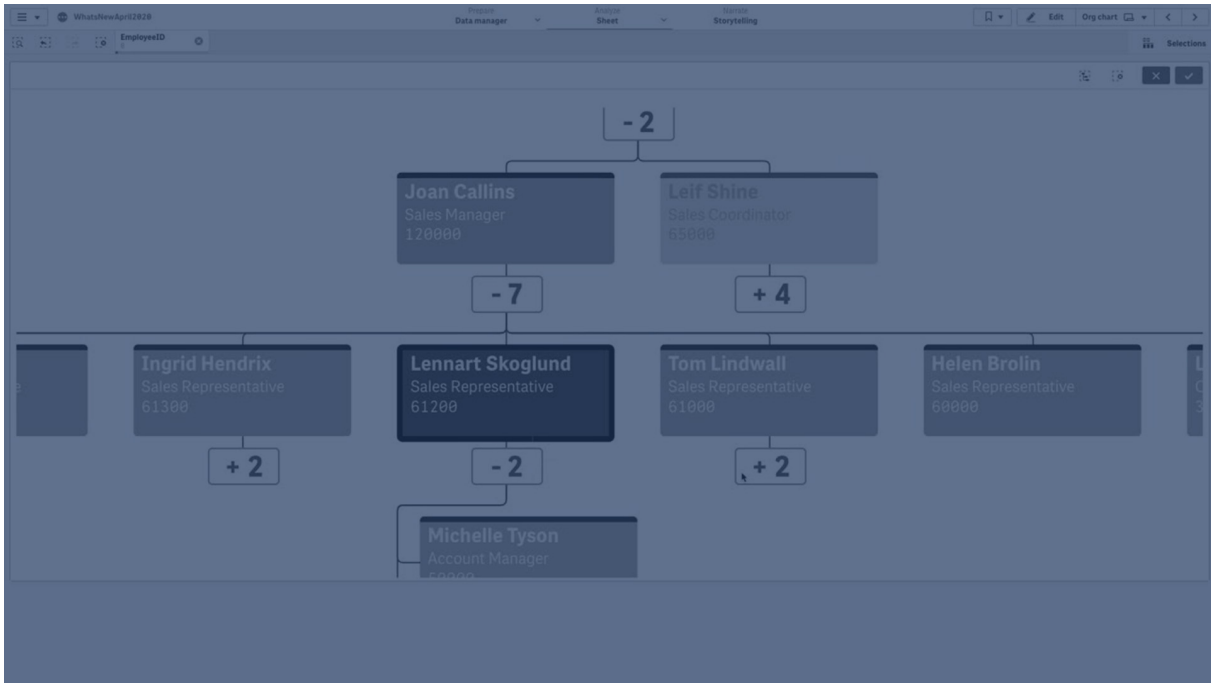 WhatsNewApril2020
Prepare
Data manager
Analyze
Sheet
Narrate
Storytelling
Edit
Org chart
EmployeeID
Selections
- 2
Joan Callins
Sales Manager
120000
Leif Shine
Sales Coordinator
65000
- 7
+ 4
e
Ingrid Hendrix
Sales Representative
61300
Lennart Skoglund
Sales Representative
61200
Tom Lindwall
Sales Representative
61000
Helen Brolin
Sales Representative
60000
L
C
3
+ 2
- 2
+ 2
Michelle Tyson
Account Manager